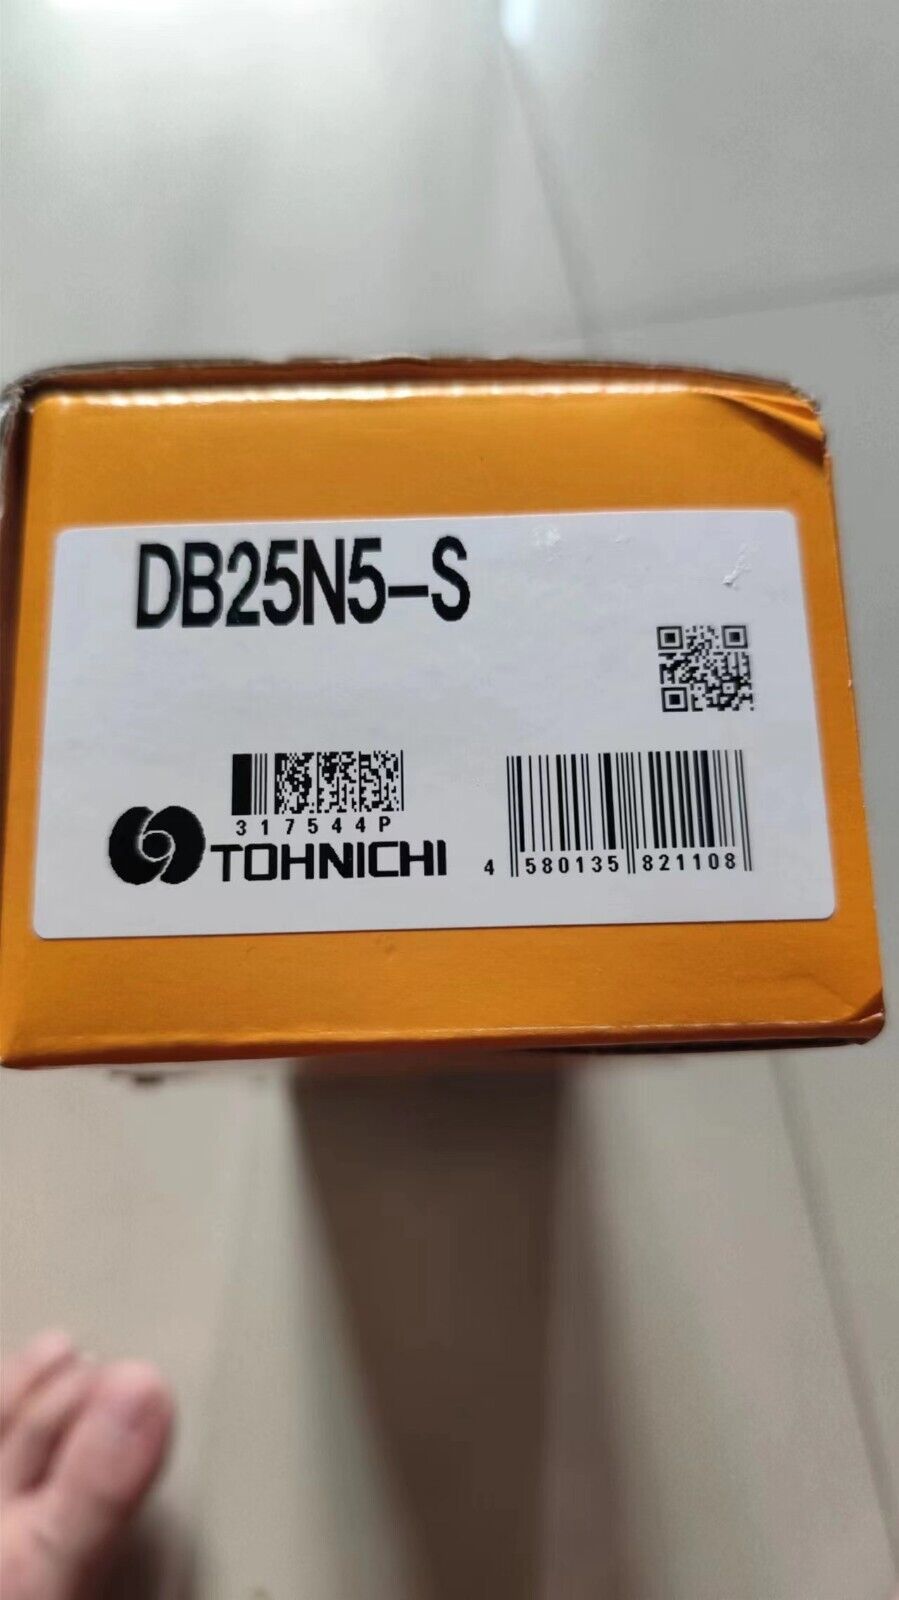 DB25N5-S
317544P
TOHNICHI
4 580135 821108